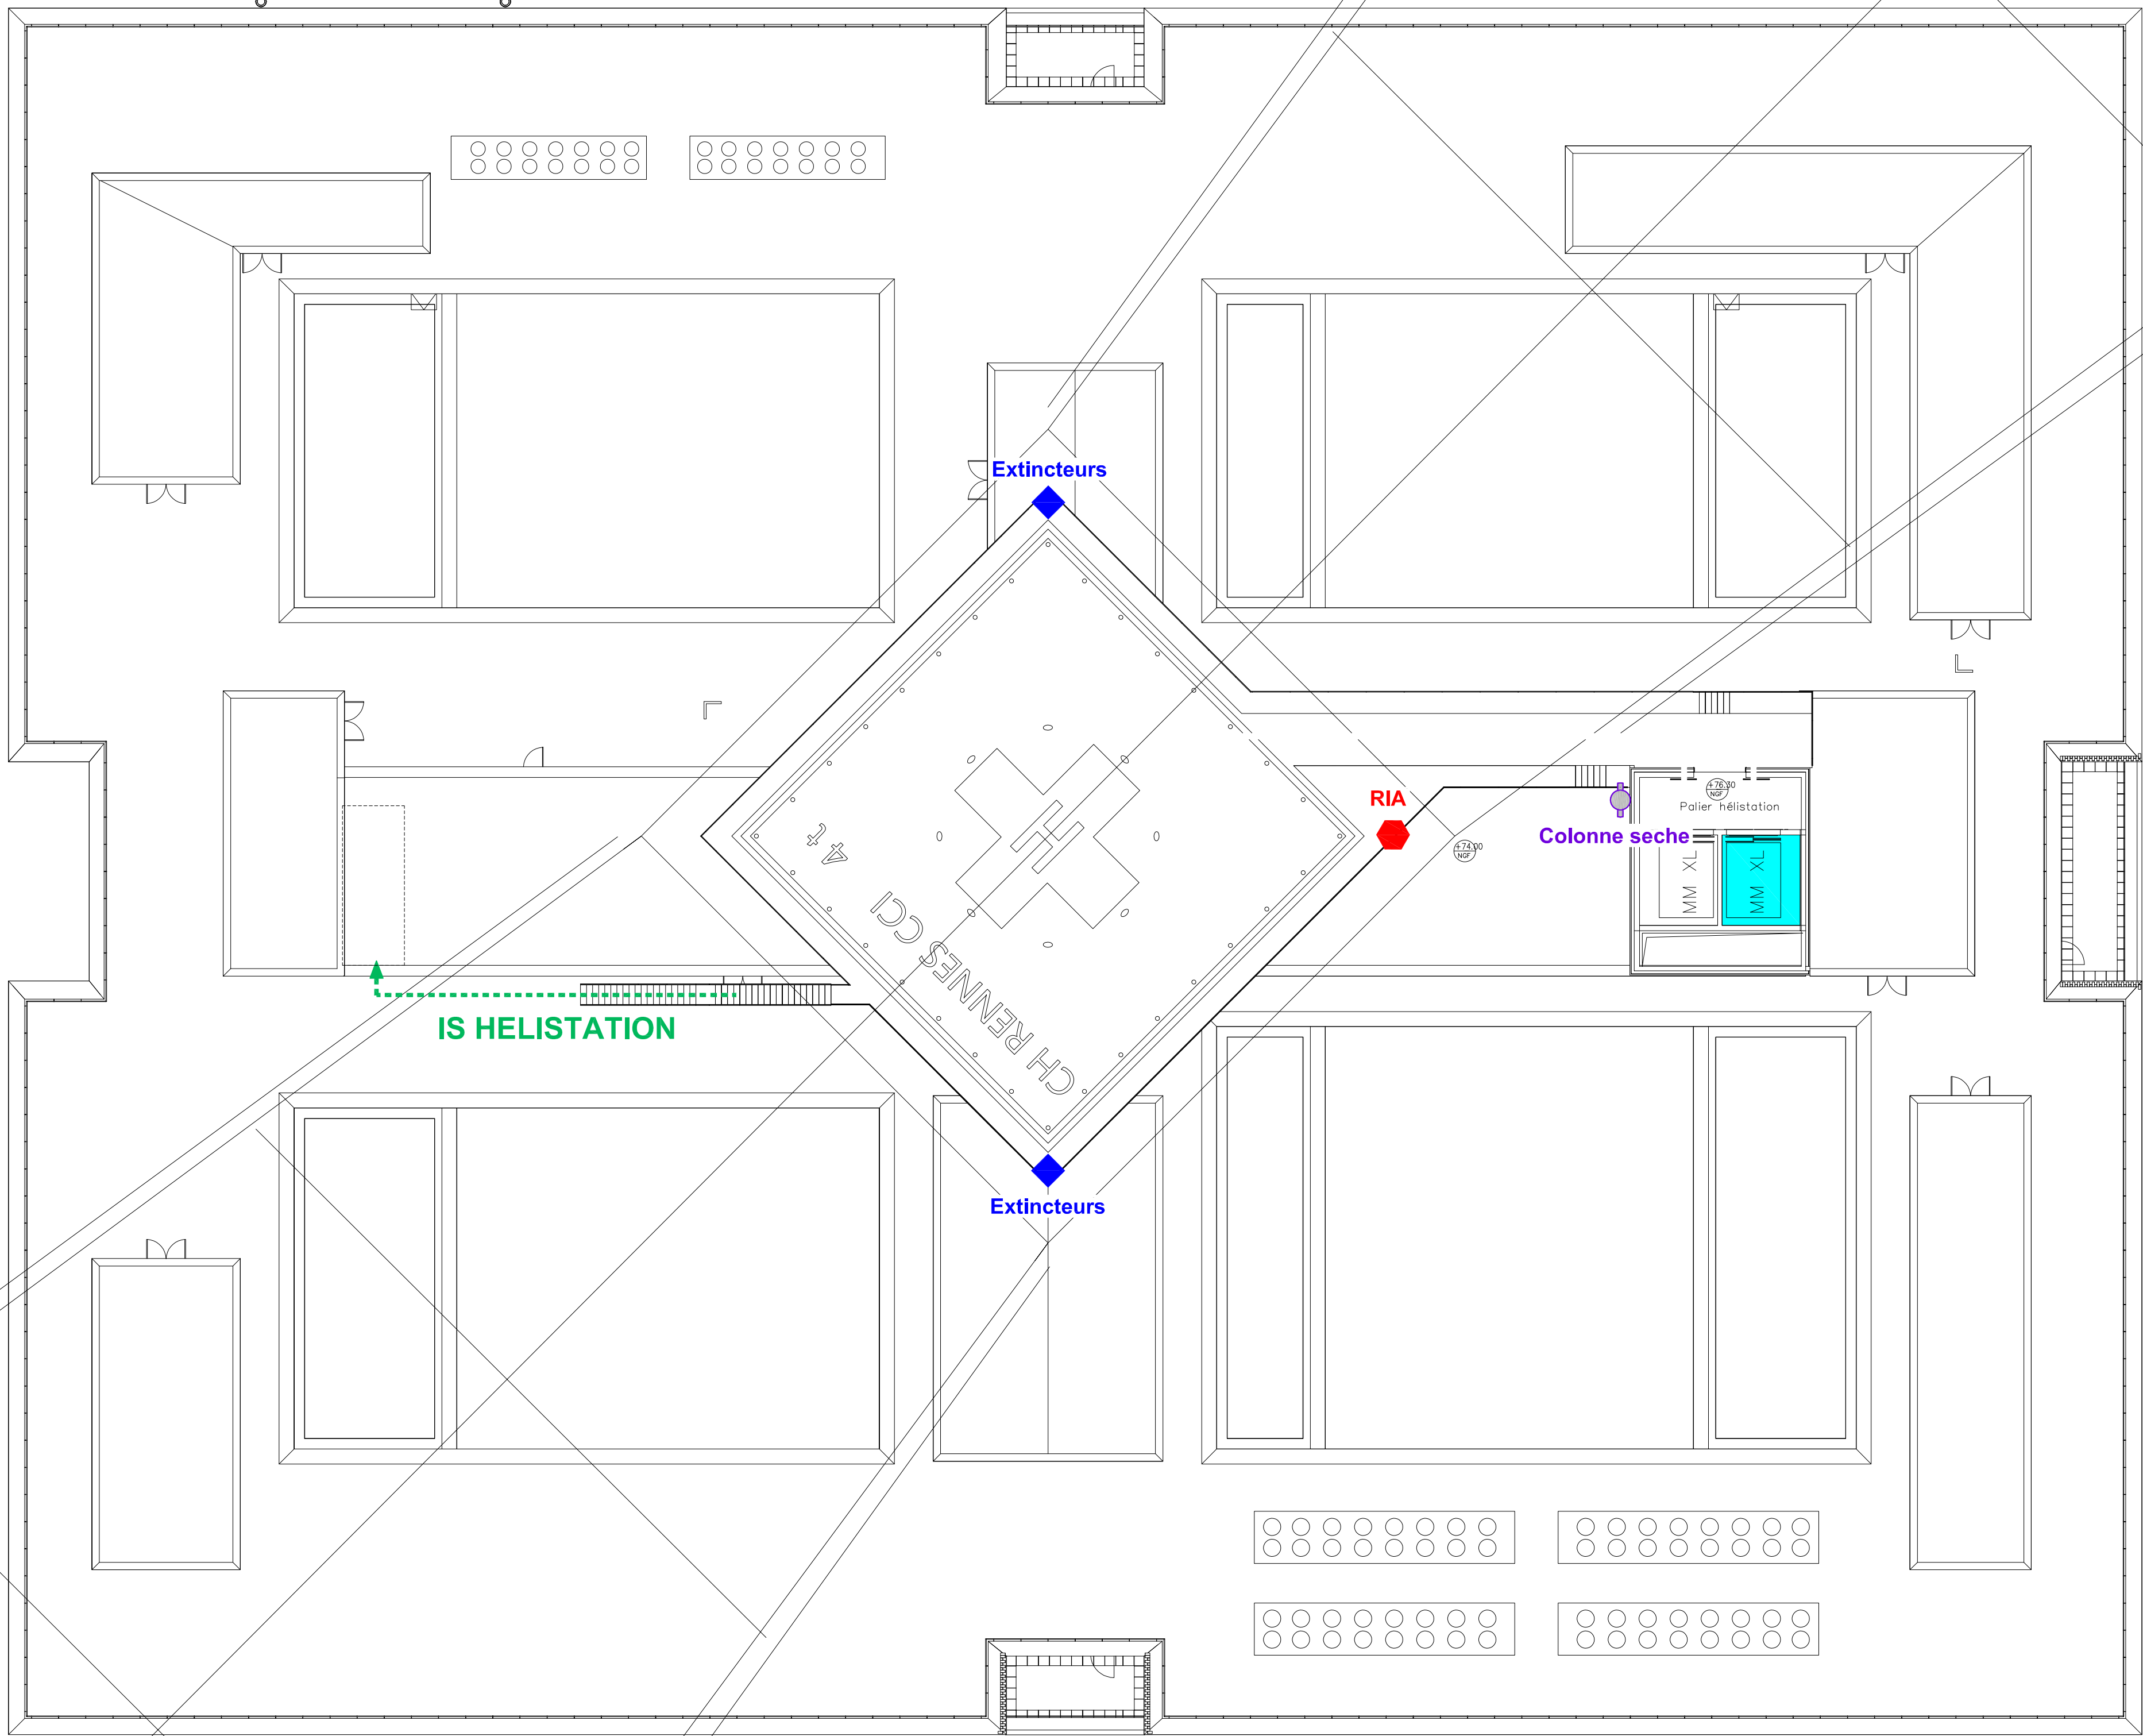 Extincteurs
+76.30
NGF
Palier hélistation
RIA
Colonne seche
+74.00
NGF
MM XL
MM XL
H
4 t
CH RENNES CCI
IS HELISTATION
Extincteurs